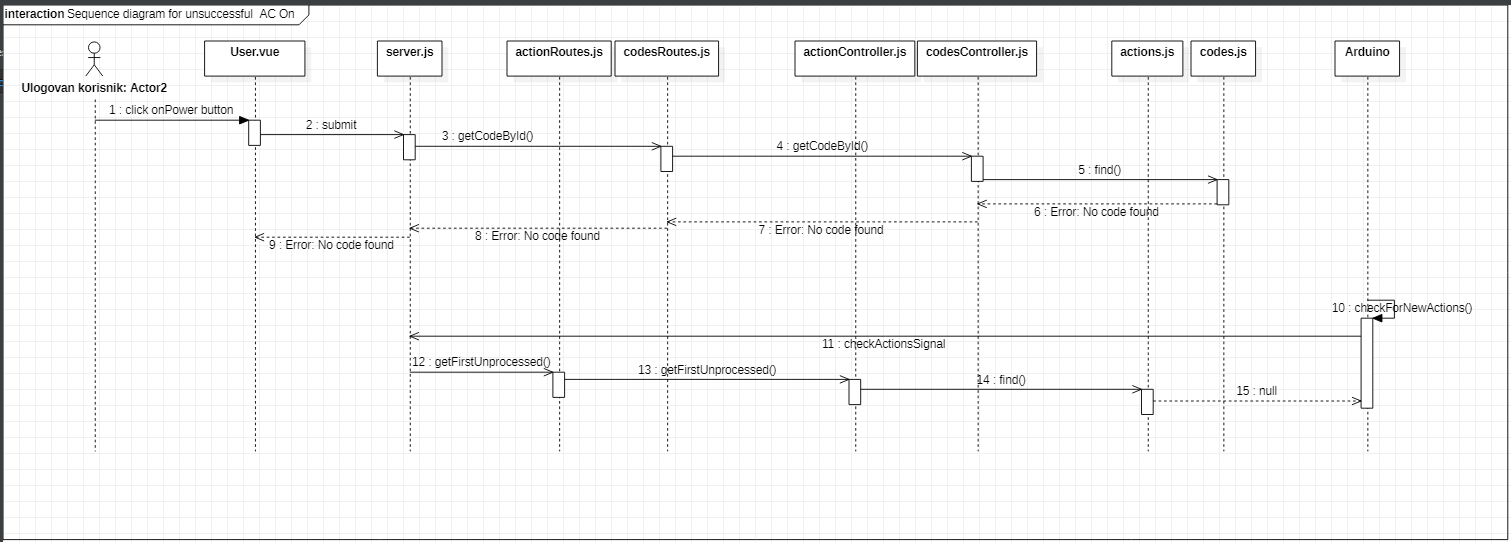 interaction Sequence diagram for unsuccessful AC On
User.vue
server.js
actionRoutes.js
codesRoutes.js
actionController.js
codesController.js
actions.js
codes.js
Arduino
Ulogovan korisnik: Actor2
1 : click onPower button
2 : submit
3 : getCodeById()
4 : getCodeById()
5 : find()
6 : Error: No code found
7 : Error: No code found
8 : Error: No code found
9 : Error: No code found
10 : checkForNewActions()
11 : checkActionsSignal
12 : getFirstUnprocessed()
13 : getFirstUnprocessed()
14 : find()
15 : null